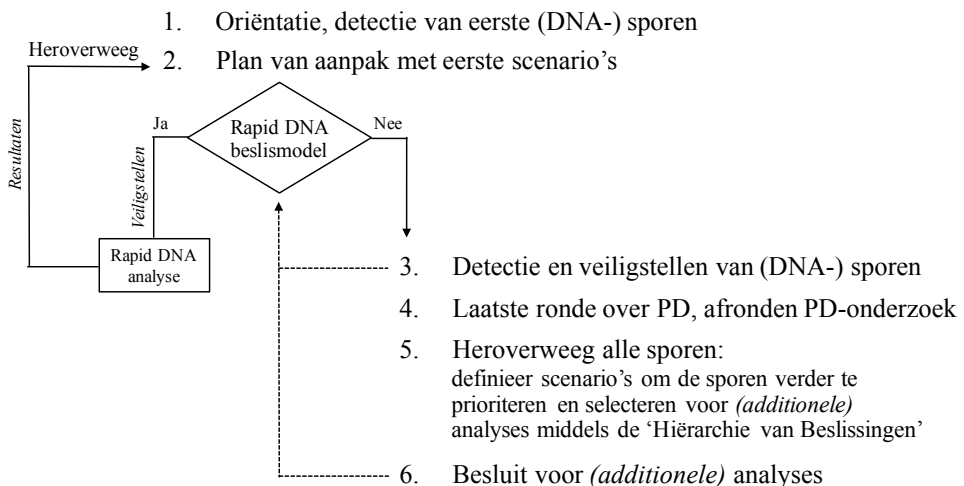 1. Oriëntatie, detectie van eerste (DNA-) sporen
Heroverweeg
2. Plan van aanpak met eerste scenario’s
Ja
Rapid DNA
beslismodel
Nee
Resultaten
Veiligstellen
Rapid DNA
analyse
3. Detectie en veiligstellen van (DNA-) sporen
4. Laatste ronde over PD, afronden PD-onderzoek
5. Heroverweeg alle sporen:
definieer scenario’s om de sporen verder te
prioriteren en selecteren voor (additionele)
analyses middels de ‘Hiërarchie van Beslissingen’
6. Besluit voor (additionele) analyses